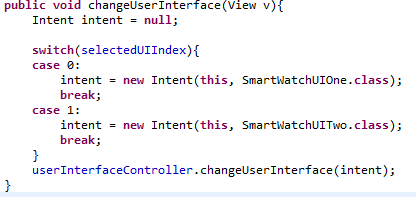 public void changeUserInterface(View v){
    Intent intent = null;

    switch(selectedUIIndex){
    case 0:
        intent = new Intent(this, SmartWatchUIOne.class);
        break;
    case 1:
        intent = new Intent(this, SmartWatchUITwo.class);
        break;
    }
    userInterfaceController.changeUserInterface(intent);
}